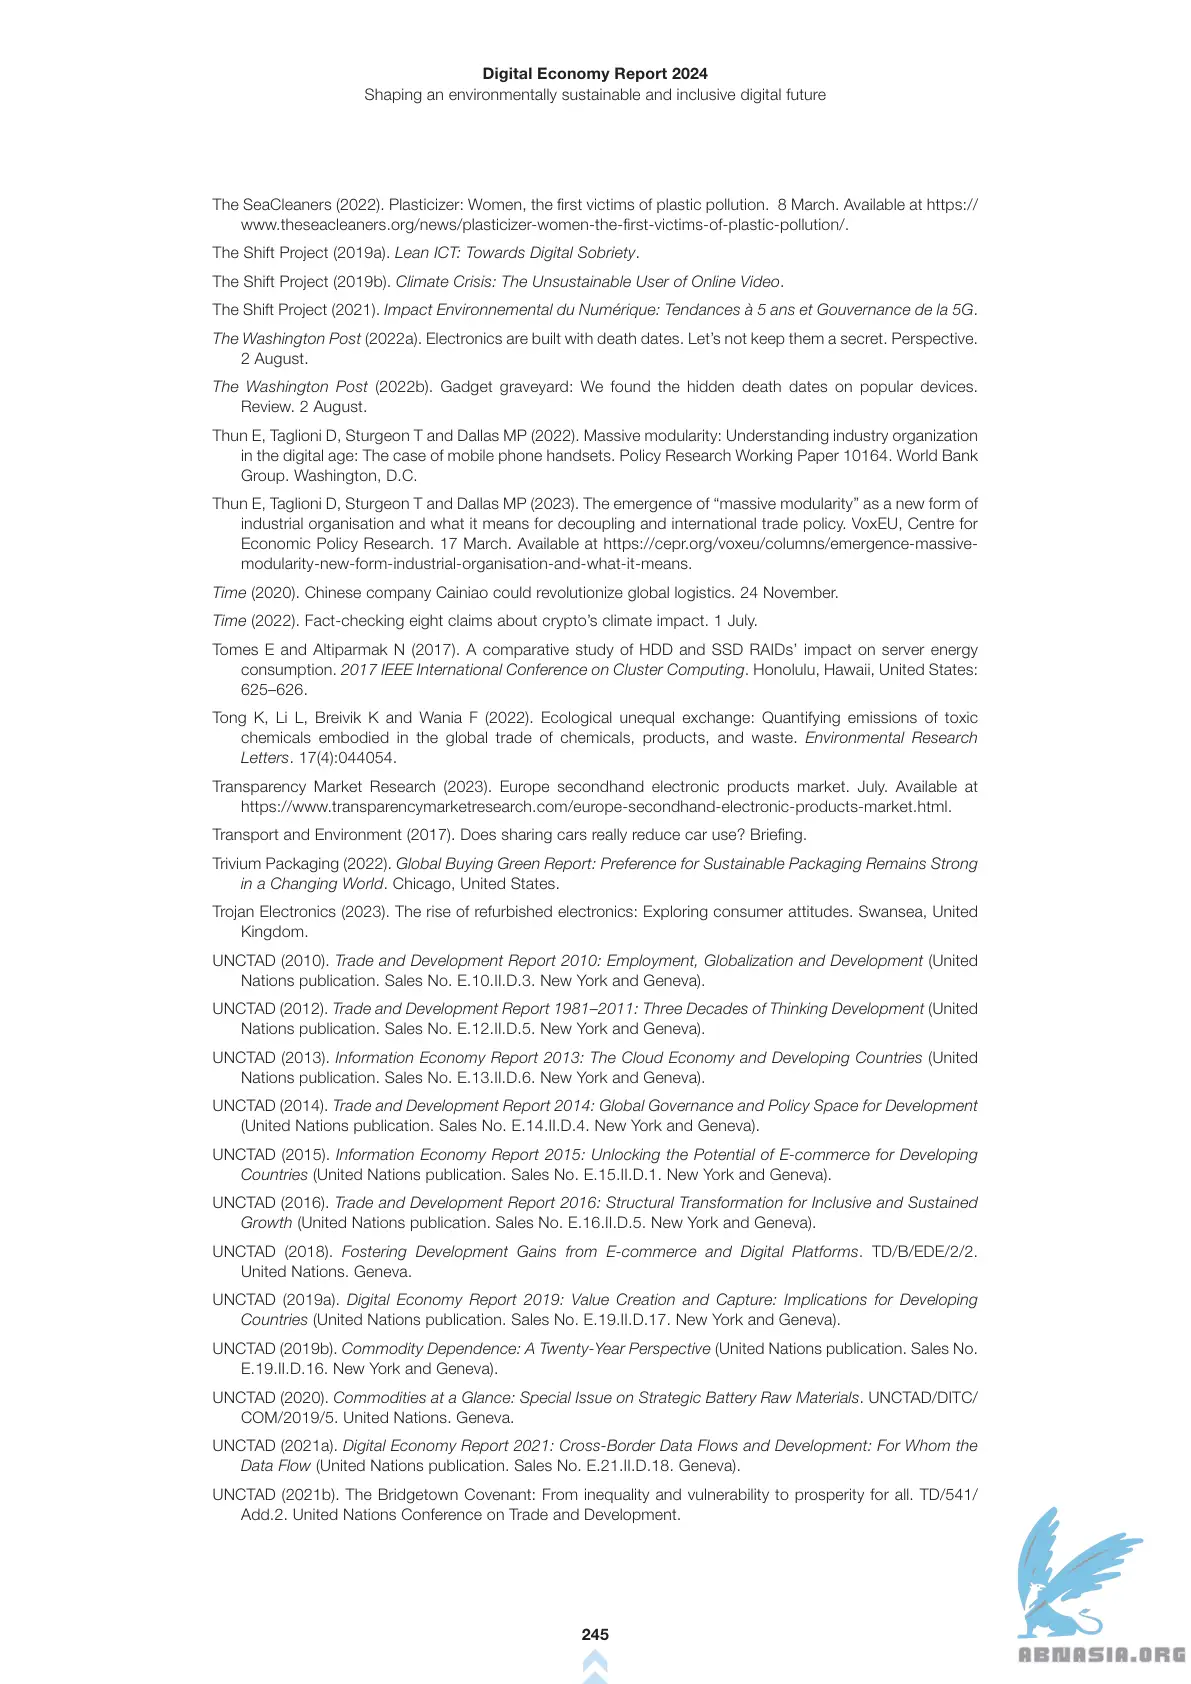 Digital Economy Report 2024
Shaping an environmentally sustainable and inclusive digital future
The SeaCleaners (2022). Plasticizer: Women, the first victims of plastic pollution.  8 March. Available at https://
www.theseacleaners.org/news/plasticizer-women-the-first-victims-of-plastic-pollution/.
The Shift Project (2019a). Lean ICT: Towards Digital Sobriety.
The Shift Project (2019b). Climate Crisis: The Unsustainable User of Online Video.
The Shift Project (2021). Impact Environnemental du Numérique: Tendances à 5 ans et Gouvernance de la 5G.
The Washington Post (2022a). Electronics are built with death dates. Let’s not keep them a secret. Perspective.
2 August.
The Washington Post (2022b). Gadget graveyard: We found the hidden death dates on popular devices.
Review. 2 August.
Thun E, Taglioni D, Sturgeon T and Dallas MP (2022). Massive modularity: Understanding industry organization
in the digital age: The case of mobile phone handsets. Policy Research Working Paper 10164. World Bank
Group. Washington, D.C.
Thun E, Taglioni D, Sturgeon T and Dallas MP (2023). The emergence of “massive modularity” as a new form of
industrial organisation and what it means for decoupling and international trade policy. VoxEU, Centre for
Economic Policy Research. 17 March. Available at https://cepr.org/voxeu/columns/emergence-massive-
modularity-new-form-industrial-organisation-and-what-it-means.
Time (2020). Chinese company Cainiao could revolutionize global logistics. 24 November.
Time (2022). Fact-checking eight claims about crypto’s climate impact. 1 July.
Tomes E and Altiparmak N (2017). A comparative study of HDD and SSD RAIDs’ impact on server energy
consumption. 2017 IEEE International Conference on Cluster Computing. Honolulu, Hawaii, United States:
625–626.
Tong K, Li L, Breivik K and Wania F (2022). Ecological unequal exchange: Quantifying emissions of toxic
chemicals embodied in the global trade of chemicals, products, and waste. Environmental Research
Letters. 17(4):044054.
Transparency Market Research (2023). Europe secondhand electronic products market. July. Available at
https://www.transparencymarketresearch.com/europe-secondhand-electronic-products-market.html.
Transport and Environment (2017). Does sharing cars really reduce car use? Briefing.
Trivium Packaging (2022). Global Buying Green Report: Preference for Sustainable Packaging Remains Strong
in a Changing World. Chicago, United States.
Trojan Electronics (2023). The rise of refurbished electronics: Exploring consumer attitudes. Swansea, United
Kingdom.
UNCTAD (2010). Trade and Development Report 2010: Employment, Globalization and Development (United
Nations publication. Sales No. E.10.II.D.3. New York and Geneva).
UNCTAD (2012). Trade and Development Report 1981–2011: Three Decades of Thinking Development (United
Nations publication. Sales No. E.12.II.D.5. New York and Geneva).
UNCTAD (2013). Information Economy Report 2013: The Cloud Economy and Developing Countries (United
Nations publication. Sales No. E.13.II.D.6. New York and Geneva).
UNCTAD (2014). Trade and Development Report 2014: Global Governance and Policy Space for Development
(United Nations publication. Sales No. E.14.II.D.4. New York and Geneva).
UNCTAD (2015). Information Economy Report 2015: Unlocking the Potential of E-commerce for Developing
Countries (United Nations publication. Sales No. E.15.II.D.1. New York and Geneva).
UNCTAD (2016). Trade and Development Report 2016: Structural Transformation for Inclusive and Sustained
Growth (United Nations publication. Sales No. E.16.II.D.5. New York and Geneva).
UNCTAD (2018). Fostering Development Gains from E-commerce and Digital Platforms. TD/B/EDE/2/2.
United Nations. Geneva.
UNCTAD (2019a). Digital Economy Report 2019: Value Creation and Capture: Implications for Developing
Countries (United Nations publication. Sales No. E.19.II.D.17. New York and Geneva).
UNCTAD (2019b). Commodity Dependence: A Twenty-Year Perspective (United Nations publication. Sales No.
E.19.II.D.16. New York and Geneva).
UNCTAD (2020). Commodities at a Glance: Special Issue on Strategic Battery Raw Materials. UNCTAD/DITC/
COM/2019/5. United Nations. Geneva.
UNCTAD (2021a). Digital Economy Report 2021: Cross-Border Data Flows and Development: For Whom the
Data Flow (United Nations publication. Sales No. E.21.II.D.18. Geneva).
UNCTAD (2021b). The Bridgetown Covenant: From inequality and vulnerability to prosperity for all. TD/541/
Add.2. United Nations Conference on Trade and Development.
245
ABNASIA.ORG